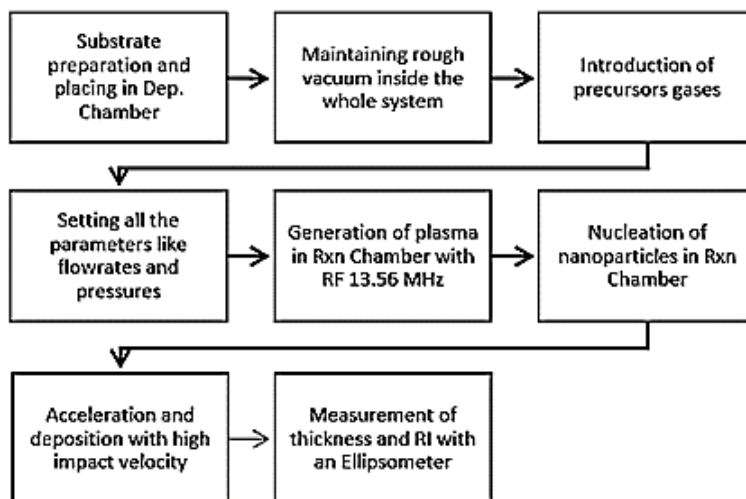 Substrate
preparation and
placing in Dep.
Chamber
Maintaining rough
vacuum inside the
whole system
Introduction of
precursors gases
Setting all the
parameters like
flowrates and
pressures
Generation of plasma
in Rxn Chamber with
RF 13.56 MHz
Nucleation of
nanoparticles in Rxn
Chamber
Acceleration and
deposition with high
impact velocity
Measurement of
thickness and RI with
an Ellipsometer